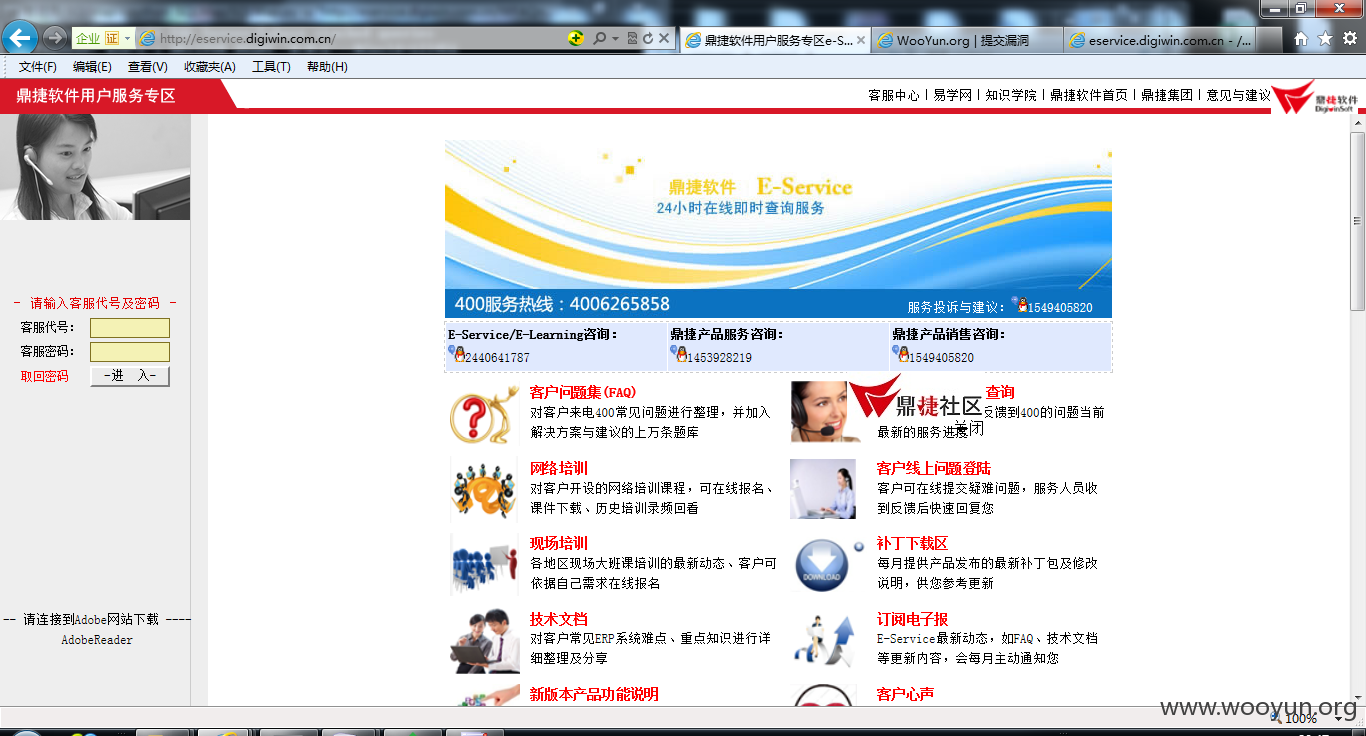 企业 证 http://eservice.digiwin.com.cn/
鼎捷软件用户服务专区e-S...
WooYun.org | 提交漏洞
eservice.digiwin.com.cn - /...
文件(F) 编辑(E) 查看(V) 收藏夹(A) 工具(T) 帮助(H)
鼎捷软件用户服务专区
客服中心 | 易学网 | 知识学院 | 鼎捷软件首页 | 鼎捷集团 | 意见与建议
鼎捷软件
DigiwinSoft
- 请输入客服代号及密码 -
客服代号：
客服密码：
取回密码 -进 入-
-- 请连接到Adobe网站下载 ----
AdobeReader
鼎捷软件 E-Service
24小时在线即时查询服务
400服务热线：4006265858
服务投诉与建议： 1549405820
E-Service/E-Learning咨询：
2440641787
鼎捷产品服务咨询：
1453928219
鼎捷产品销售咨询：
1549405820
客户问题集(FAQ)
对客户来电400常见问题进行整理，并加入
解决方案与建议的上万条题库
查询
鼎捷社区
反馈到400的问题当前
最新的服务进度
关闭
网络培训
对客户开设的网络培训课程，可在线报名、
课件下载、历史培训录频回看
客户线上问题登陆
客户可在线提交疑难问题，服务人员收
到反馈后快速回复您
现场培训
各地区现场大班课培训的最新动态、客户可
依据自己需求在线报名
DOWNLOAD
补丁下载区
每月提供产品发布的最新补丁包及修改
说明，供您参考更新
技术文档
对客户常见ERP系统难点、重点知识进行详
细整理及分享
订阅电子报
E-Service最新动态，如FAQ、技术文档
等更新内容，会每月主动通知您
新版本产品功能说明
客户心声
www.wooyun.org
100%